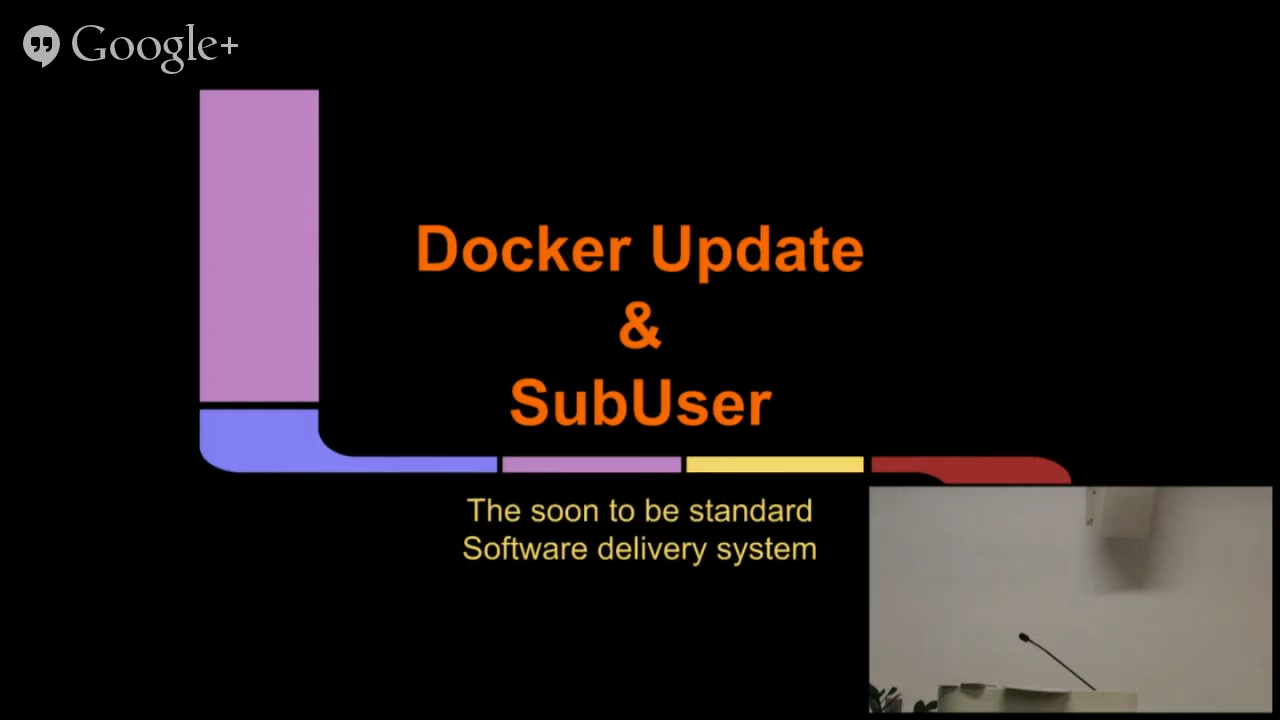 Google+
Docker Update
&
SubUser
The soon to be standard
Software delivery system